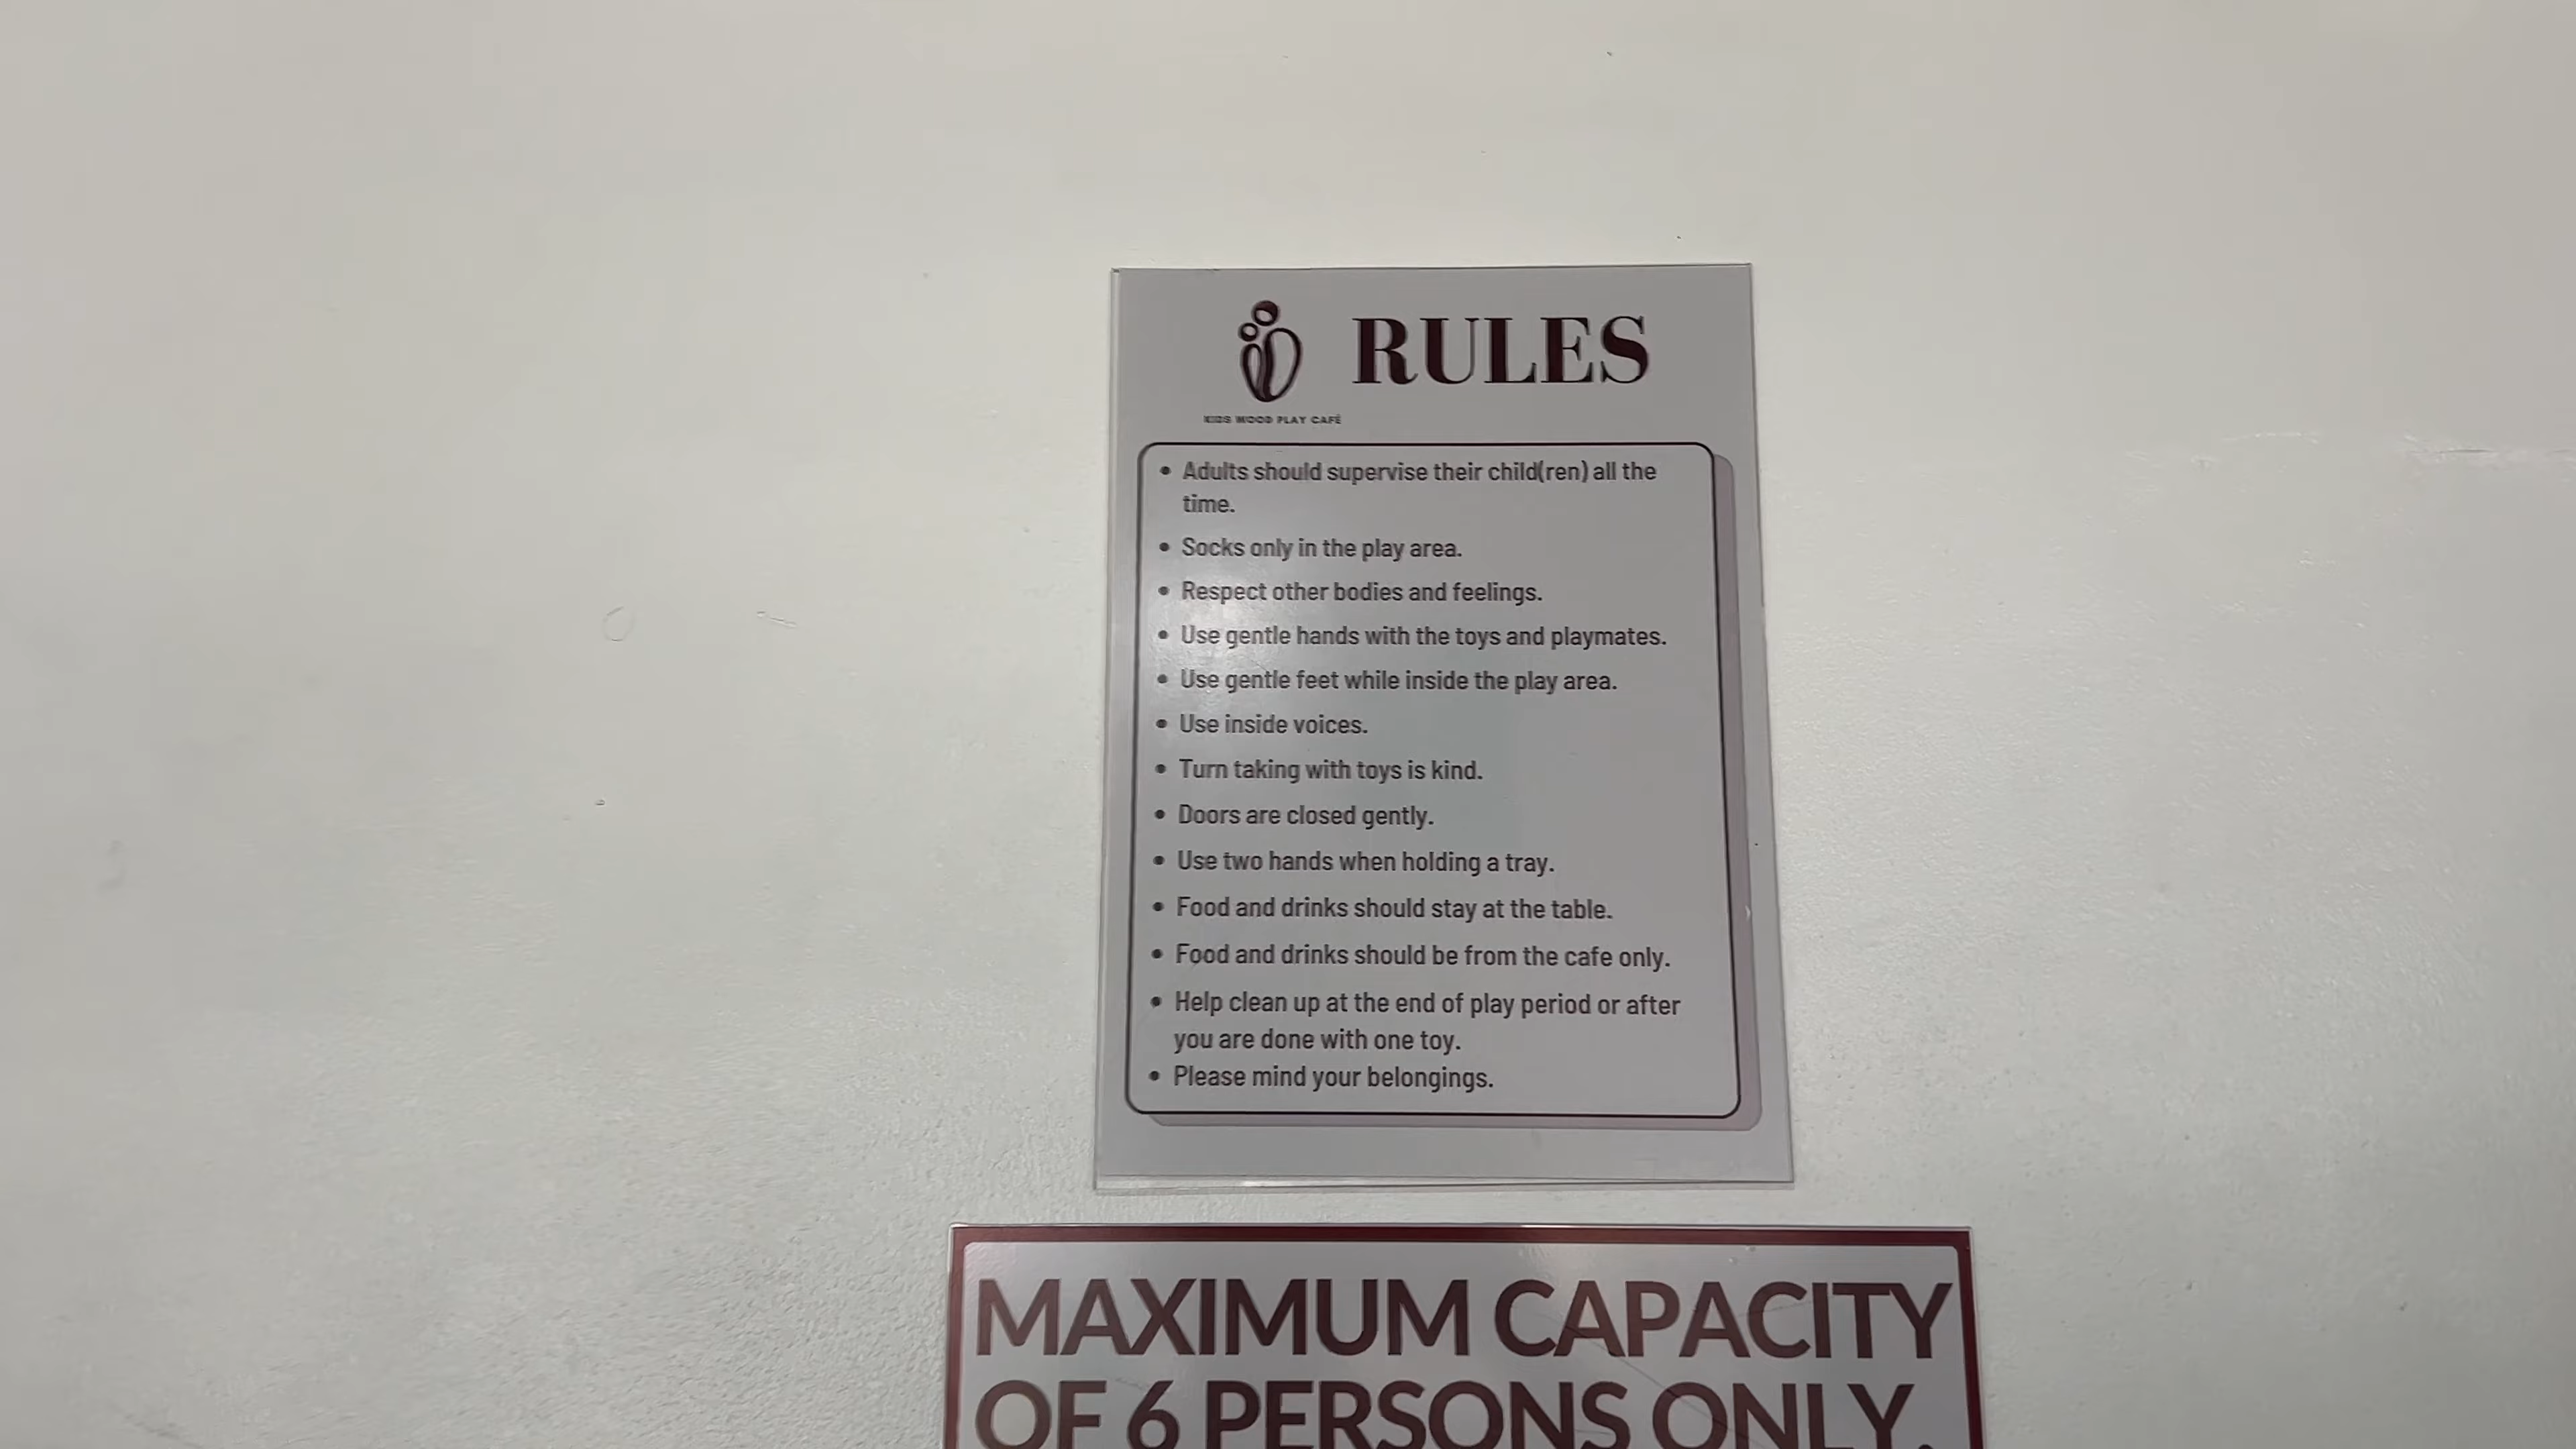 RULES
KIDS WOOD PLAY CAFÉ
• Adults should supervise their child(ren) all the
time.
• Socks only in the play area.
• Respect other bodies and feelings.
• Use gentle hands with the toys and playmates.
• Use gentle feet while inside the play area.
• Use inside voices.
• Turn taking with toys is kind.
• Doors are closed gently.
• Use two hands when holding a tray.
• Food and drinks should stay at the table.
• Food and drinks should be from the cafe only.
• Help clean up at the end of play period or after
you are done with one toy.
• Please mind your belongings.
MAXIMUM CAPACITY
OF 6 PERSONS ONLY.